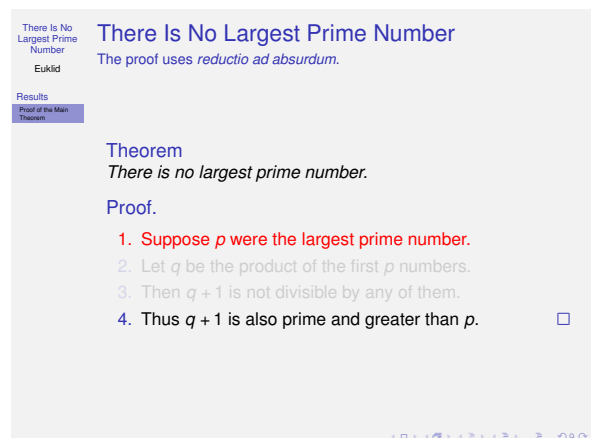 There Is No
Largest Prime
Number
Euklid
Results
Proof of the Main
Theorem
There Is No Largest Prime Number
The proof uses reductio ad absurdum.
Theorem
There is no largest prime number.
Proof.
1. Suppose p were the largest prime number.
2. Let q be the product of the first p numbers.
3. Then q + 1 is not divisible by any of them.
4. Thus q + 1 is also prime and greater than p.